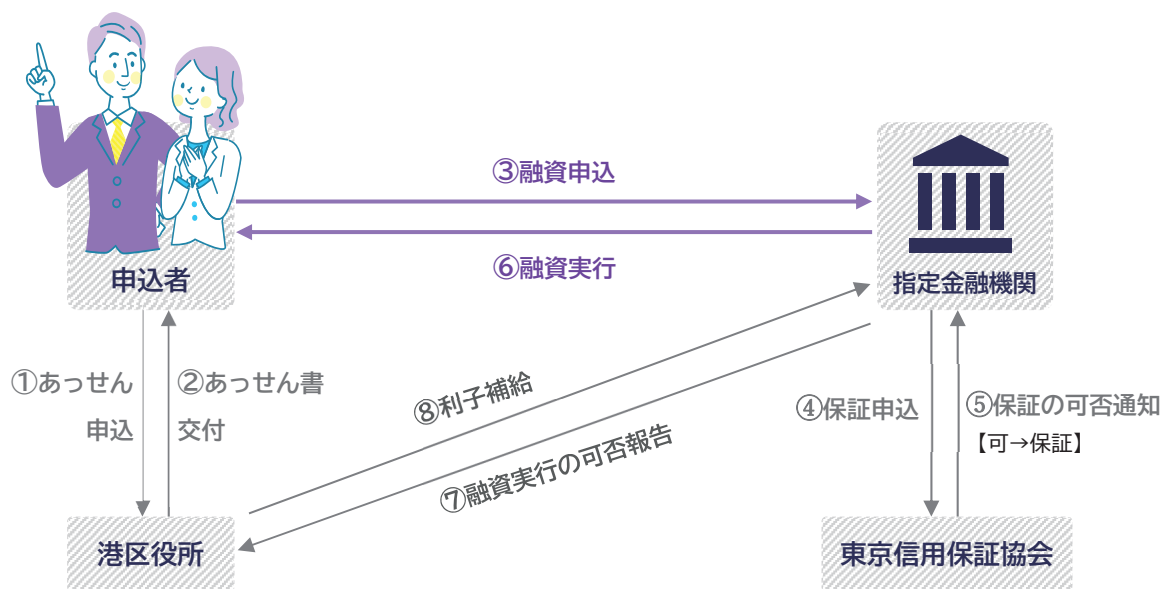 ③融資申込
⑥融資実行
申込者
指定金融機関
①あっせん
申込
②あっせん書
交付
⑧利子補給
⑦融資実行の可否報告
④保証申込
⑤保証の可否通知
【可→保証】
港区役所
東京信用保証協会